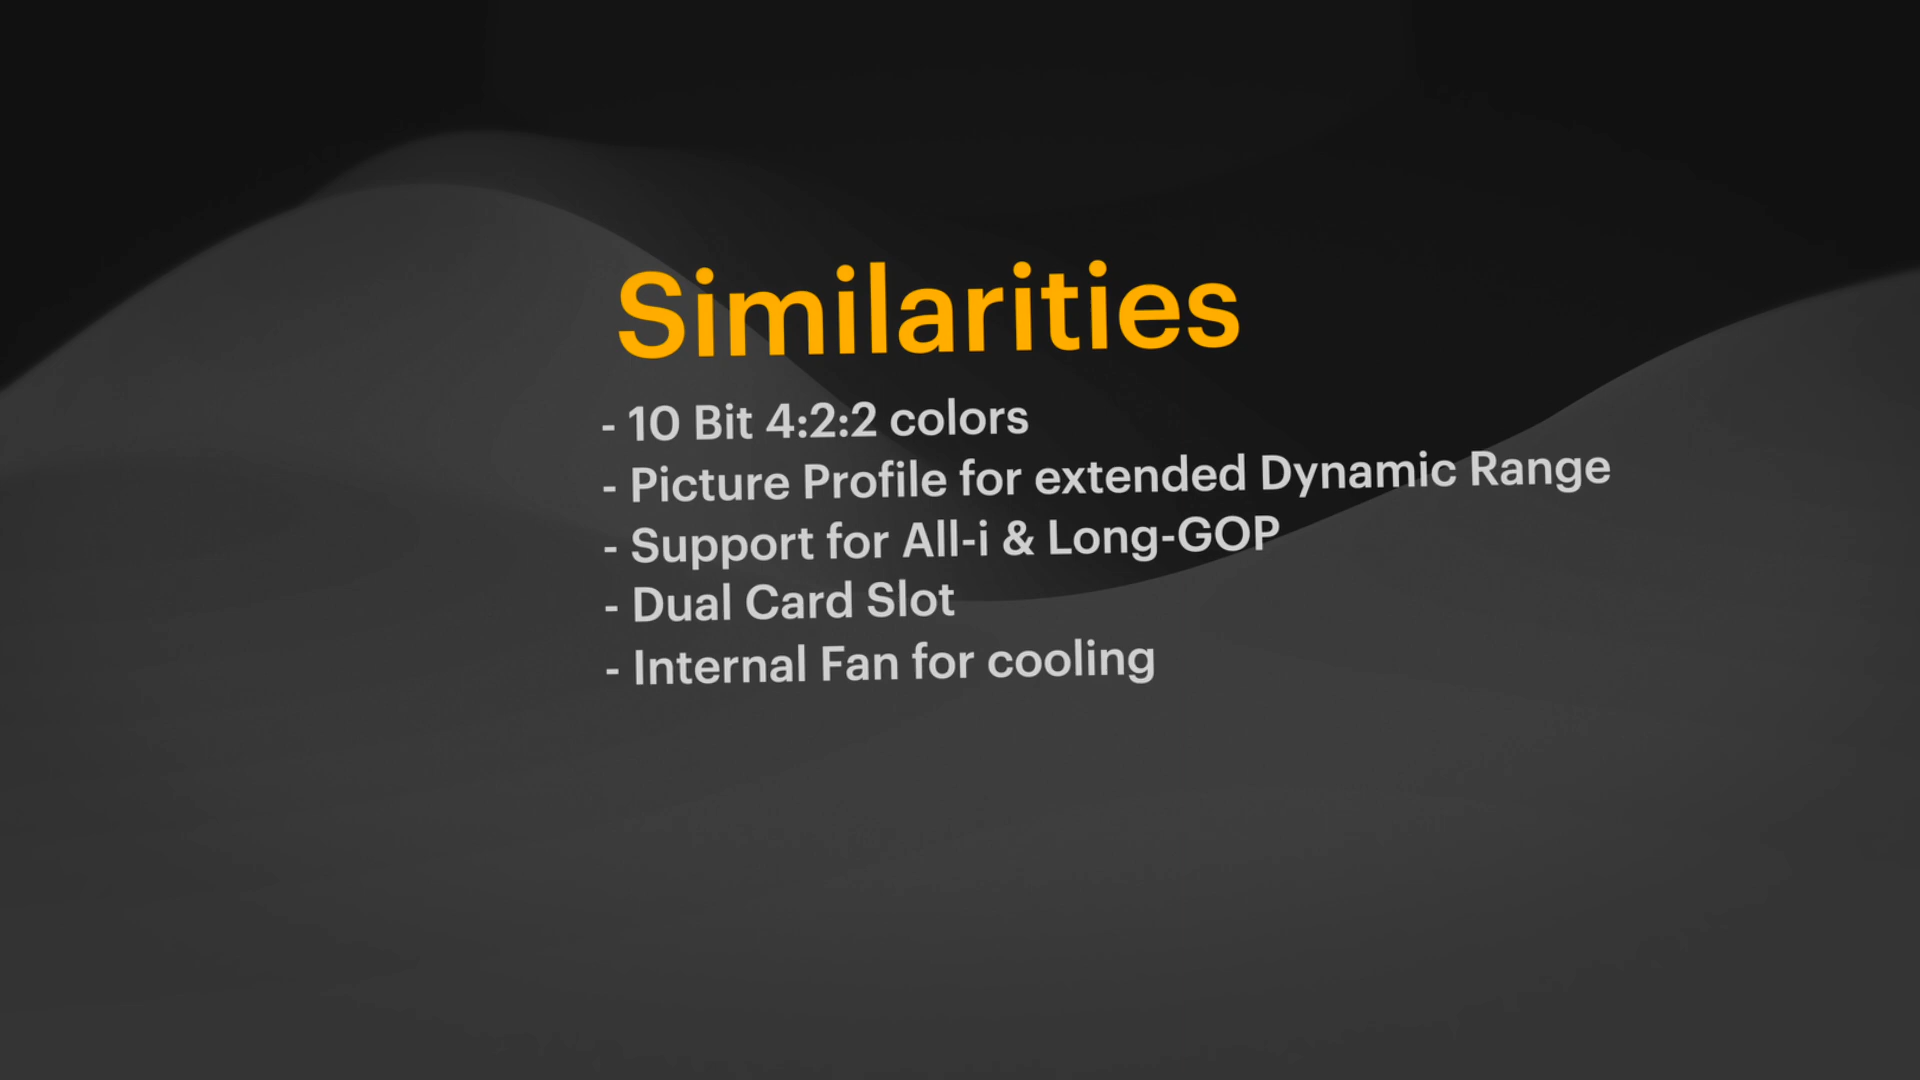 Similarities
- 10 Bit 4:2:2 colors
- Picture Profile for extended Dynamic Range
- Support for All-i & Long-GOP
- Dual Card Slot
- Internal Fan for cooling